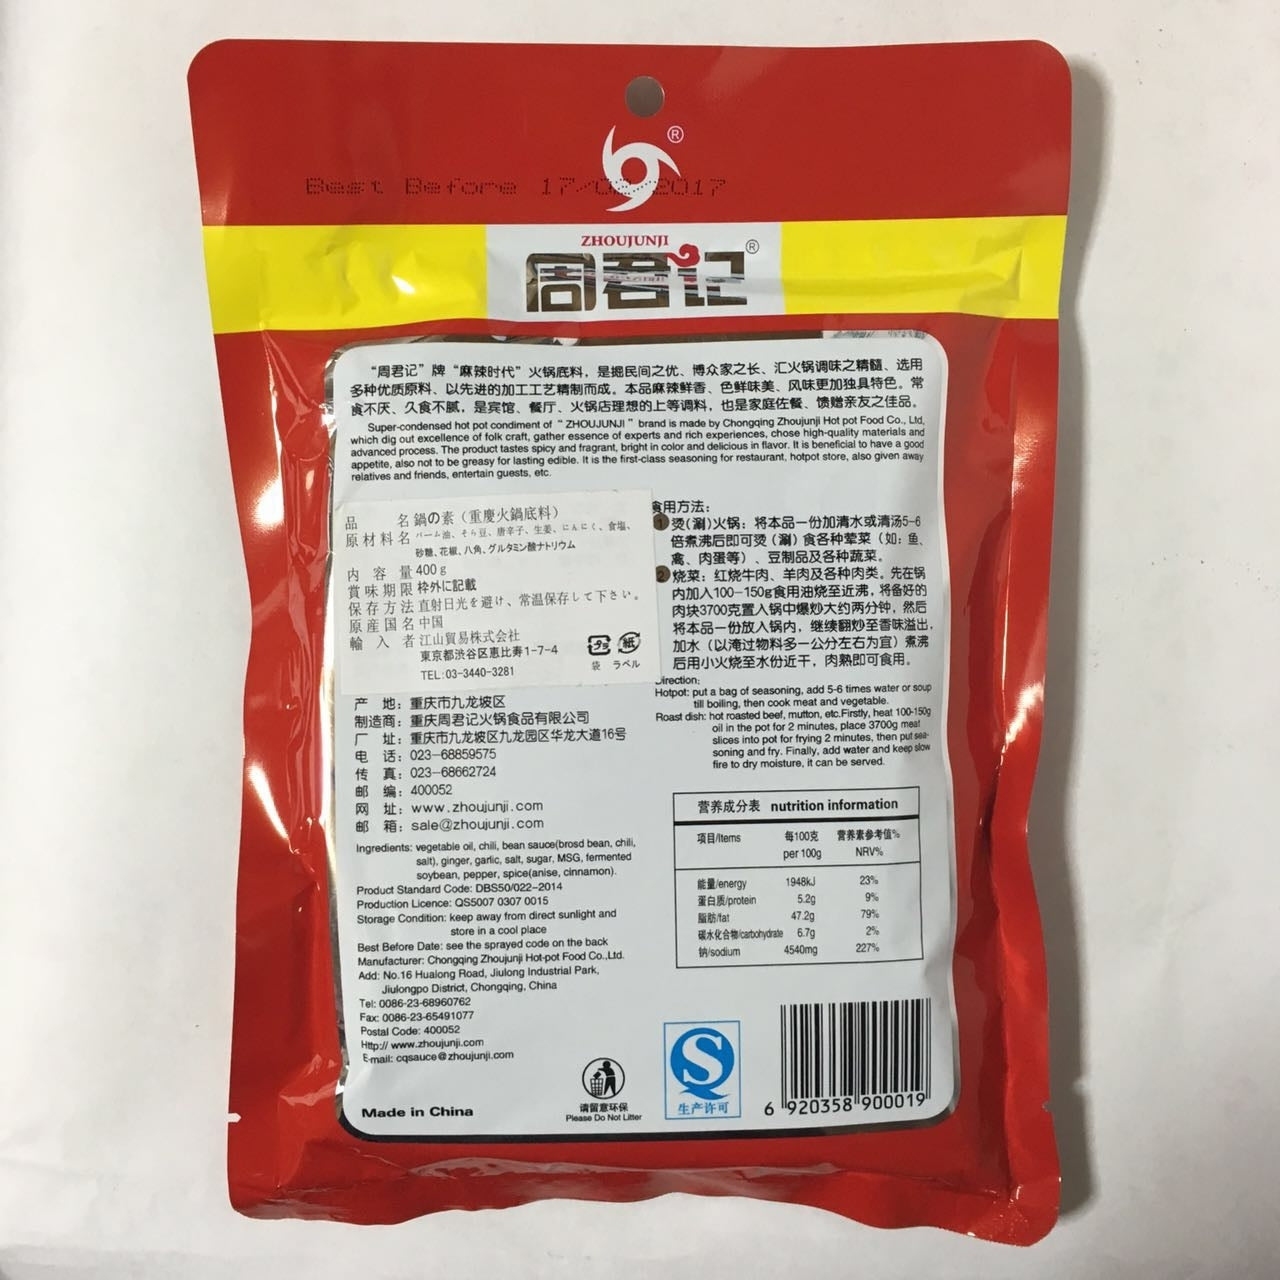 ®
Best Before 17/02/2017
ZHOUJUNJI
周君记®
“周君记”牌“麻辣时代”火锅底料，是掘民间之优、博众家之长、汇火锅调味之精髓、选用
多种优质原料、以先进的加工工艺精制而成。本品麻辣鲜香、色鲜味美、风味更加独具特色。常
食不厌、久食不腻，是宾馆、餐厅、火锅店理想的上等调料，也是家庭佐餐、馈赠亲友之佳品。
Super-condensed hot pot condiment of “ZHOUJUNJI” brand is made by Chongqing Zhoujunji Hot pot Food Co., Ltd,
which dig out excellence of folk craft, gather essence of experts and rich experiences, chose high-quality materials and
advanced process. The product tastes spicy and fragrant, bright in color and delicious in flavor. It is beneficial to have a good
appetite, also not to be greasy for lasting edible. It is the first-class seasoning for restaurant, hotpot store, also given away
relatives and friends, entertain guests, etc.
品 名 鍋の素（重慶火鍋底料）
原材料名 パーム油、そら豆、唐辛子、生姜、にんにく、食塩、
砂糖、花椒、八角、グルタミン酸ナトリウム
内 容 量 400g
賞味期限 枠外に記載
保存方法 直射日光を避け、常温保存して下さい。
原産国名 中国
輸 入 者 江山貿易株式会社
東京都渋谷区恵比寿1-7-4
TEL:03-3440-3281
プラ 紙
袋 ラベル
产 地：重庆市九龙坡区
制造商：重庆周君记火锅食品有限公司
厂 址：重庆市九龙坡区九龙园区华龙大道16号
电 话：023-68859575
传 真：023-68662724
邮 编：400052
网 址：www.zhoujunji.com
邮 箱：sale@zhoujunji.com
Ingredients: vegetable oil, chili, bean sauce(brosd bean, chili,
salt), ginger, garlic, salt, sugar, MSG, fermented
soybean, pepper, spice(anise, cinnamon).
Product Standard Code: DBS50/022-2014
Production Licence: QS5007 0307 0015
Storage Condition: keep away from direct sunlight and
store in a cool place
Best Before Date: see the sprayed code on the back
Manufacturer: Chongqing Zhoujunji Hot-pot Food Co.,Ltd.
Add: No.16 Hualong Road, Jiulong Industrial Park,
Jiulongpo District, Chongqing, China
Tel: 0086-23-68960762
Fax: 0086-23-65491077
Postal Code: 400052
Http:// www.zhoujunji.com
E-mail: cqsauce@zhoujunji.com
Made in China
请留意环保
Please Do Not Litter
食用方法：
1 烫(涮)火锅：将本品一份加清水或清汤5-6
倍煮沸后即可烫（涮）食各种荤菜（如：鱼、
禽、肉蛋等）、豆制品及各种蔬菜。
2 烧菜：红烧牛肉、羊肉及各种肉类。先在锅
内加入100-150g食用油烧至近沸，将备好的
肉块3700克置入锅中爆炒大约两分钟，然后
将本品一份放入锅内，继续翻炒至香味溢出，
加水（以淹过物料多一公分左右为宜）煮沸
后用小火烧至水份近干，肉熟即可食用。
Direction:
Hotpot: put a bag of seasoning, add 5-6 times water or soup
till boiling, then cook meat and vegetable.
Roast dish: hot roasted beef, mutton, etc.Firstly, heat 100-150g
oil in the pot for 2 minutes, place 3700g meat
slices into pot for frying 2 minutes, then put sea-
soning and fry. Finally, add water and keep slow
fire to dry moisture, it can be served.
营养成分表 nutrition information
项目/Items 每100克 营养素参考值%
per 100g NRV%
能量/energy 1948kJ 23%
蛋白质/protein 5.2g 9%
脂肪/fat 47.2g 79%
碳水化合物/carbohydrate 6.7g 2%
钠/sodium 4540mg 227%
生产许可
6 920358 900019